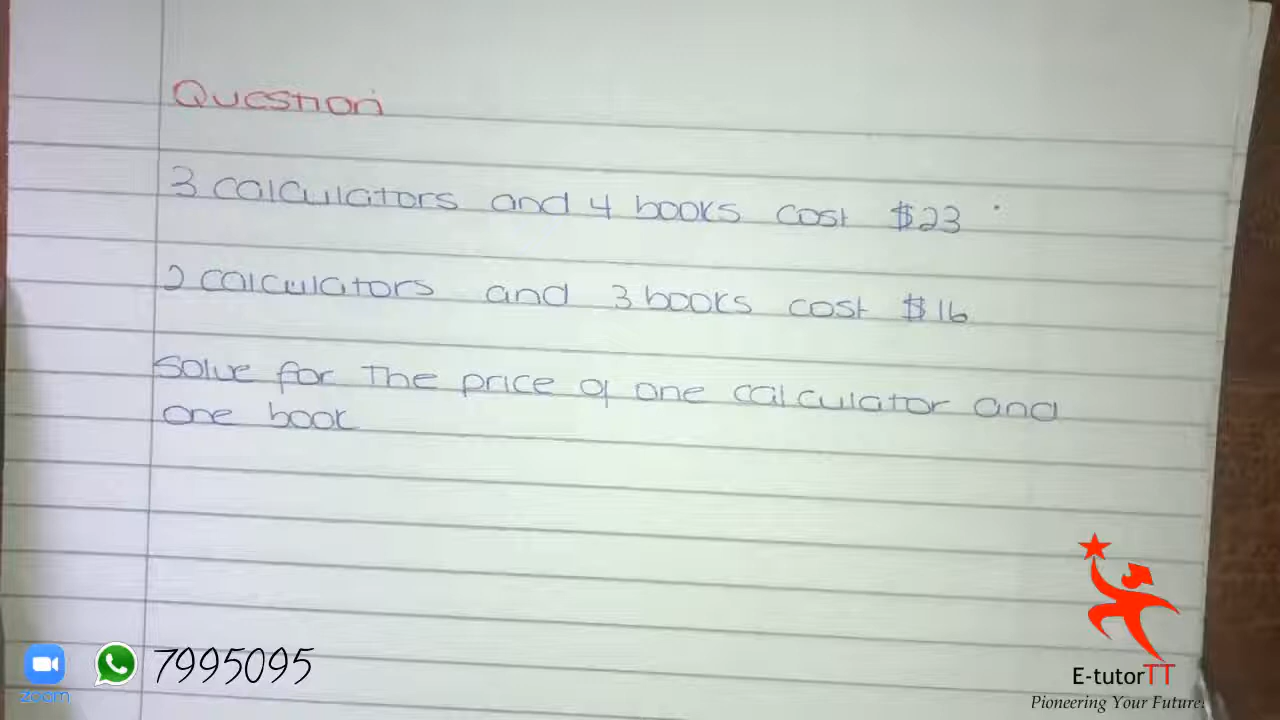 Question
3 calculators and 4 books cost $23
2 calculators and 3 books cost $16
Solve for the price of one calculator and
one book
zoom
7995095
E-tutorTT
Pioneering Your Future!